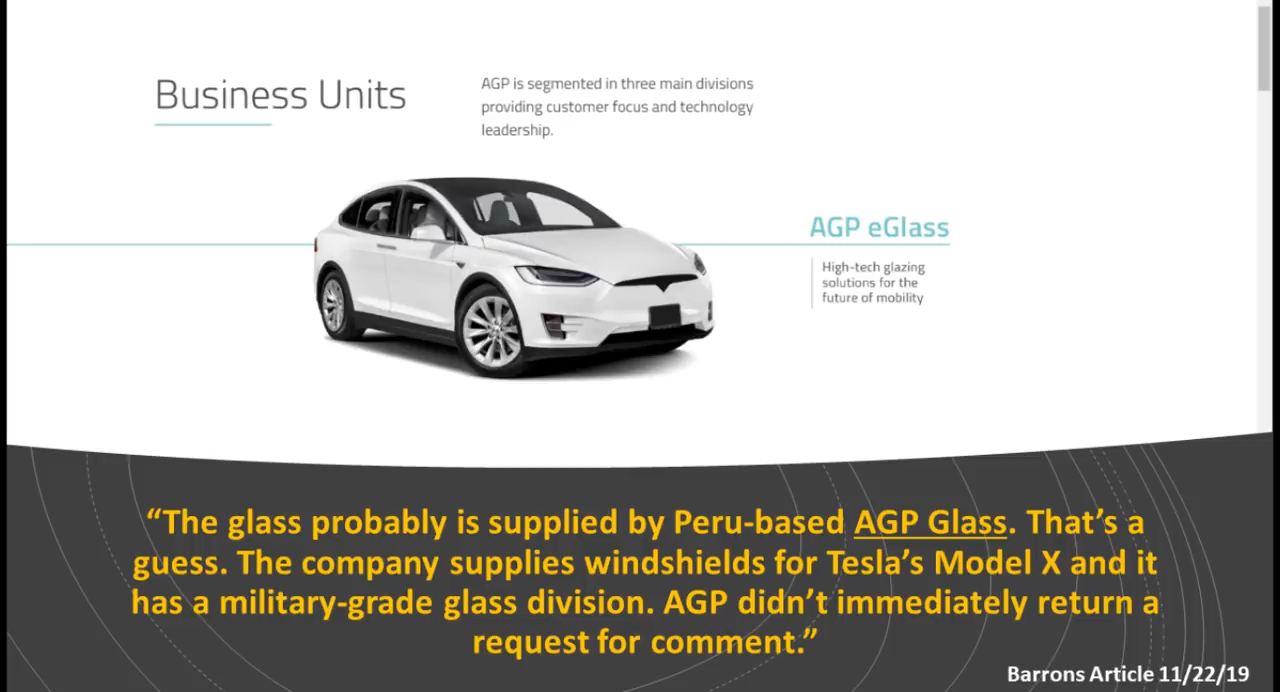 Business Units
AGP is segmented in three main divisions
providing customer focus and technology
leadership.
AGP eGlass
High-tech glazing
solutions for the
future of mobility
“The glass probably is supplied by Peru-based AGP Glass. That’s a
guess. The company supplies windshields for Tesla’s Model X and it
has a military-grade glass division. AGP didn’t immediately return a
request for comment.”
Barrons Article 11/22/19